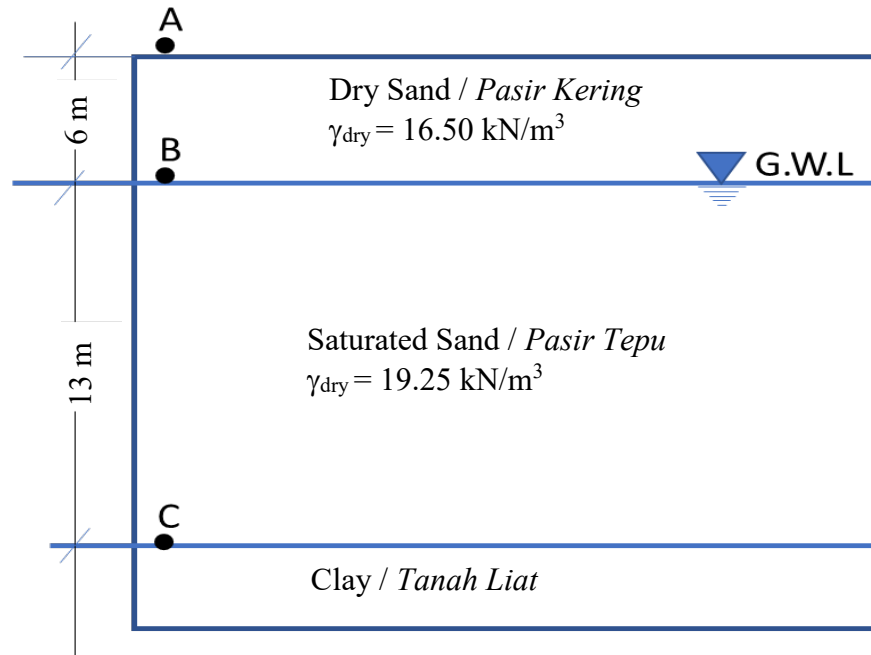 A
Dry Sand / Pasir Kering
γdry = 16.50 kN/m³
6 m
B
G.W.L
Saturated Sand / Pasir Tepu
γdry = 19.25 kN/m³
13 m
C
Clay / Tanah Liat